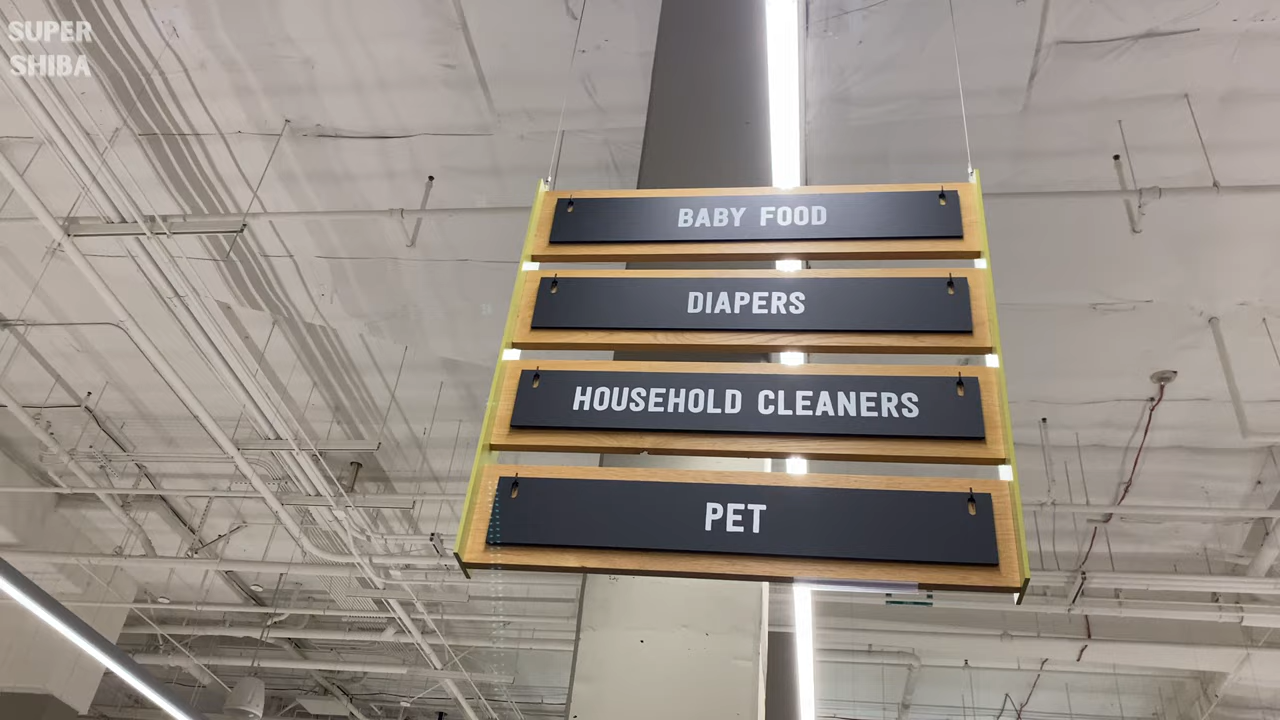 SUPER
SHIBA
BABY FOOD
DIAPERS
HOUSEHOLD CLEANERS
PET